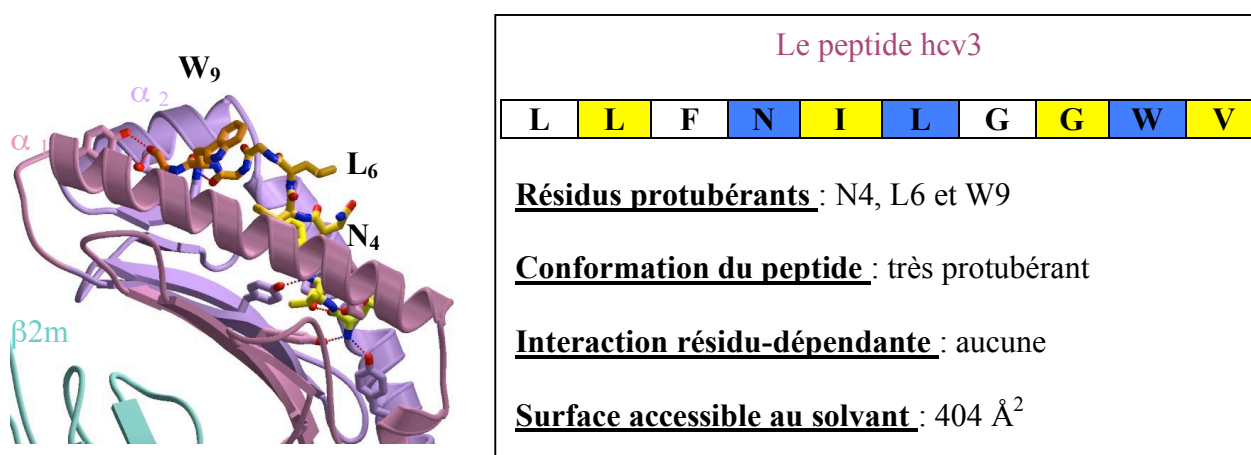 W9
α 2
α 1
L6
N4
β2m
Le peptide hcv3
L L F N I L G G W V
Résidus protubérants : N4, L6 et W9
Conformation du peptide : très protubérant
Interaction résidu-dépendante : aucune
Surface accessible au solvant : 404 Å²